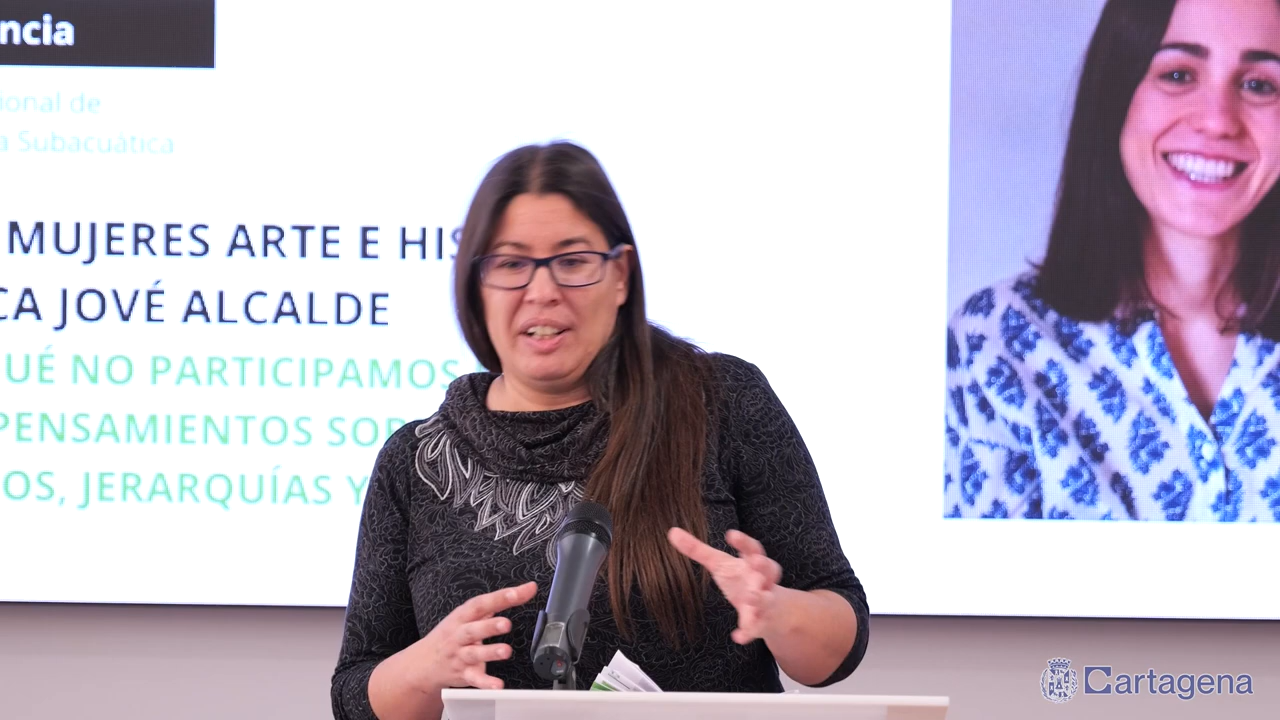 ncia
ional de
a Subacuática
MUJERES ARTE E HIS
CA JOVÉ ALCALDE
UÉ NO PARTICIPAMOS
PENSAMIENTOS SOB
OS, JERARQUÍAS Y
Cartagena